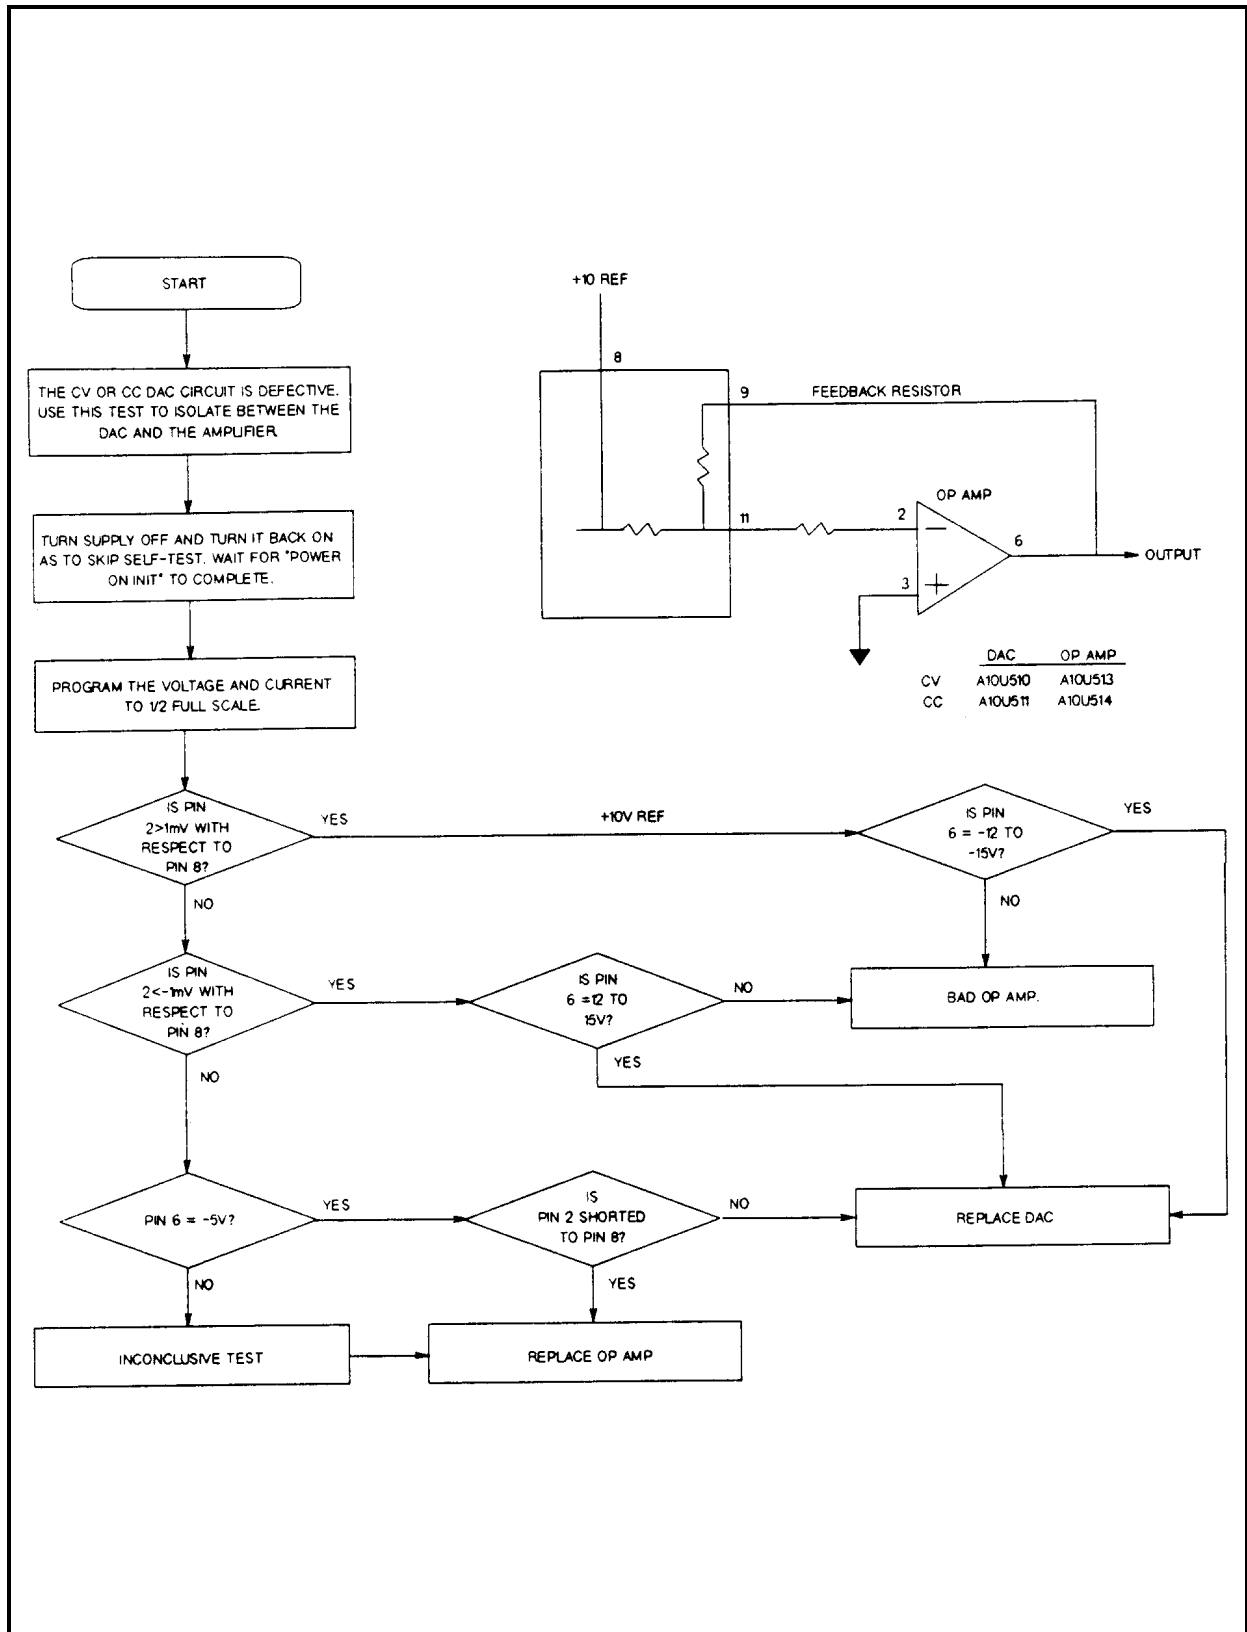 START
THE CV OR CC DAC CIRCUIT IS DEFECTIVE.
USE THIS TEST TO ISOLATE BETWEEN THE
DAC AND THE AMPLIFIER.
TURN SUPPLY OFF AND TURN IT BACK ON
AS TO SKIP SELF-TEST. WAIT FOR "POWER
ON INIT" TO COMPLETE.
PROGRAM THE VOLTAGE AND CURRENT
TO 1/2 FULL SCALE.
+10 REF
8
9
FEEDBACK RESISTOR
11
OP AMP
2
3
6
OUTPUT
DAC OP AMP
CV A10U510 A10U513
CC A10U511 A10U514
IS PIN
2>1mV WITH
RESPECT TO
PIN 8?
YES
NO
+10V REF
IS PIN
6 = -12 TO
-15V?
YES
NO
IS PIN
2<-1mV WITH
RESPECT TO
PIN 8?
YES
NO
IS PIN
6 =12 TO
15V?
NO
YES
BAD OP AMP.
PIN 6 = -5V?
YES
NO
IS
PIN 2 SHORTED
TO PIN 8?
NO
YES
REPLACE DAC
INCONCLUSIVE TEST
REPLACE OP AMP